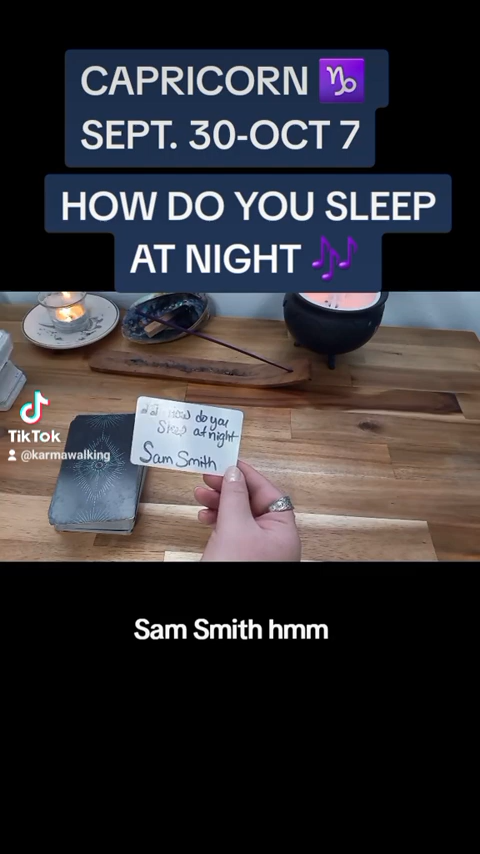 CAPRICORN ♑
SEPT. 30-OCT 7
HOW DO YOU SLEEP
AT NIGHT 🎶
how do you
Sleep at night
Sam Smith
TikTok
@karmawalking
Sam Smith hmm